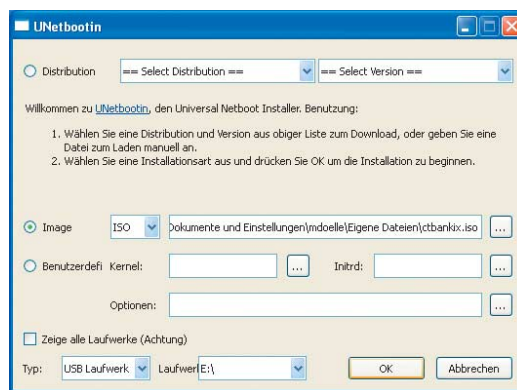 UNetbootin
Distribution == Select Distribution == == Select Version ==
Willkommen zu UNetbootin, den Universal Netboot Installer. Benutzung:
1. Wählen Sie eine Distribution und Version aus obiger Liste zum Download, oder geben Sie eine
Datei zum Laden manuell an.
2. Wählen Sie eine Installationsart aus und drücken Sie OK um die Installation zu beginnen.
Image ISO Dokumente und Einstellungen\mdoelle\Eigene Dateien\ctbankix.iso ...
Benutzerdefi Kernel: ... Initrd: ...
Optionen: ...
Zeige alle Laufwerke (Achtung)
Typ: USB Laufwerk Laufwerl E:\ OK Abbrechen